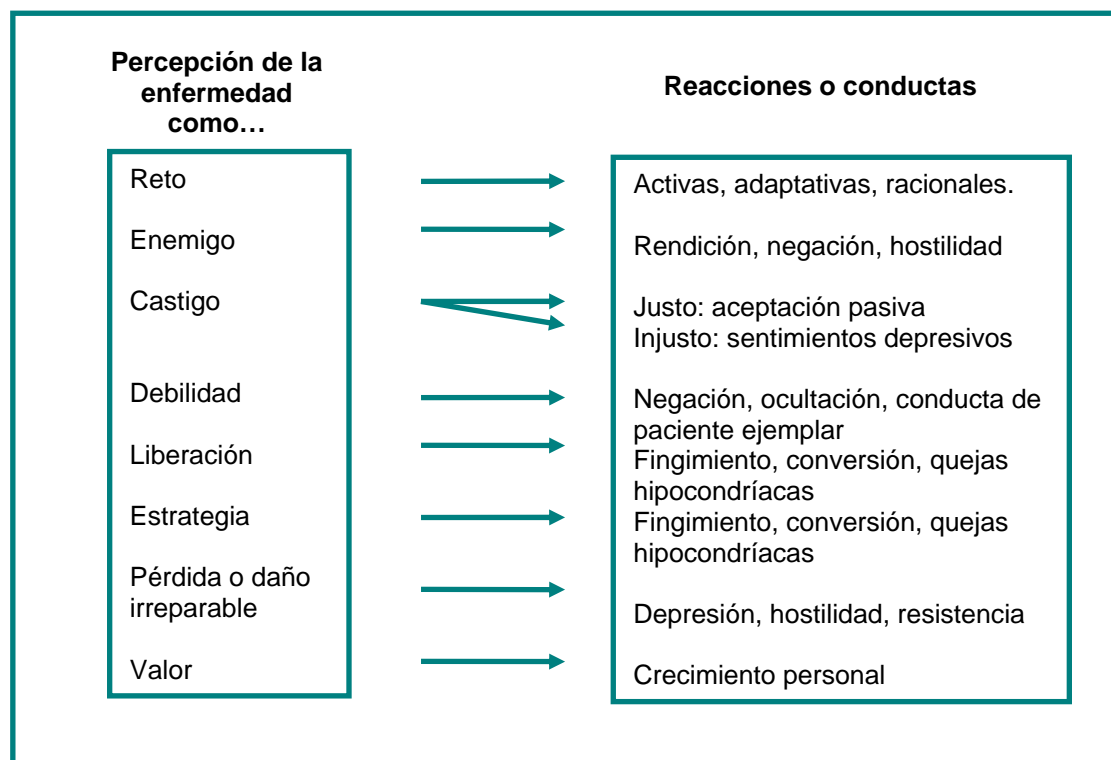 Percepción de la
enfermedad
como…
Reacciones o conductas
Reto
Enemigo
Castigo
Debilidad
Liberación
Estrategia
Pérdida o daño
irreparable
Valor
Activas, adaptativas, racionales.
Rendición, negación, hostilidad
Justo: aceptación pasiva
Injusto: sentimientos depresivos
Negación, ocultación, conducta de
paciente ejemplar
Fingimiento, conversión, quejas
hipocondríacas
Fingimiento, conversión, quejas
hipocondríacas
Depresión, hostilidad, resistencia
Crecimiento personal